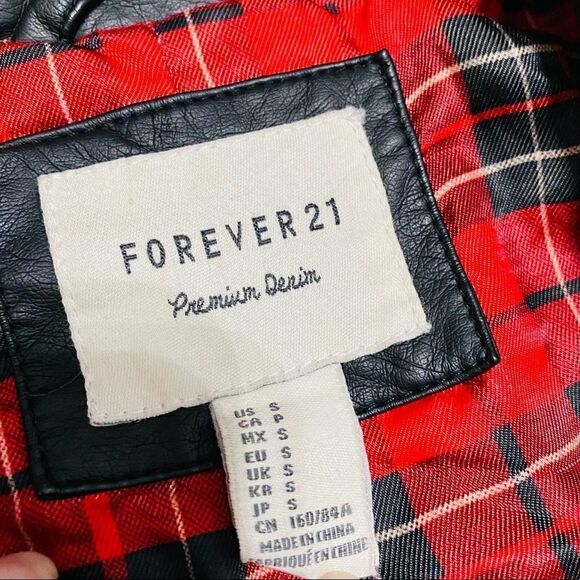 FOREVER 21
Premium Denim
US S
CA P
MX S
EU S
UK S
KR S
JP S
CN 160/84A
MADE IN CHINA
FABRIQUÉ EN CHINE